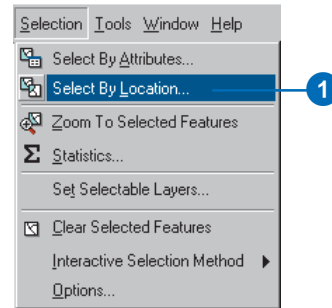 Selection Tools Window Help
Select By Attributes...
Select By Location... 1
Zoom To Selected Features
Σ Statistics...
Set Selectable Layers...
Clear Selected Features
Interactive Selection Method
Options...